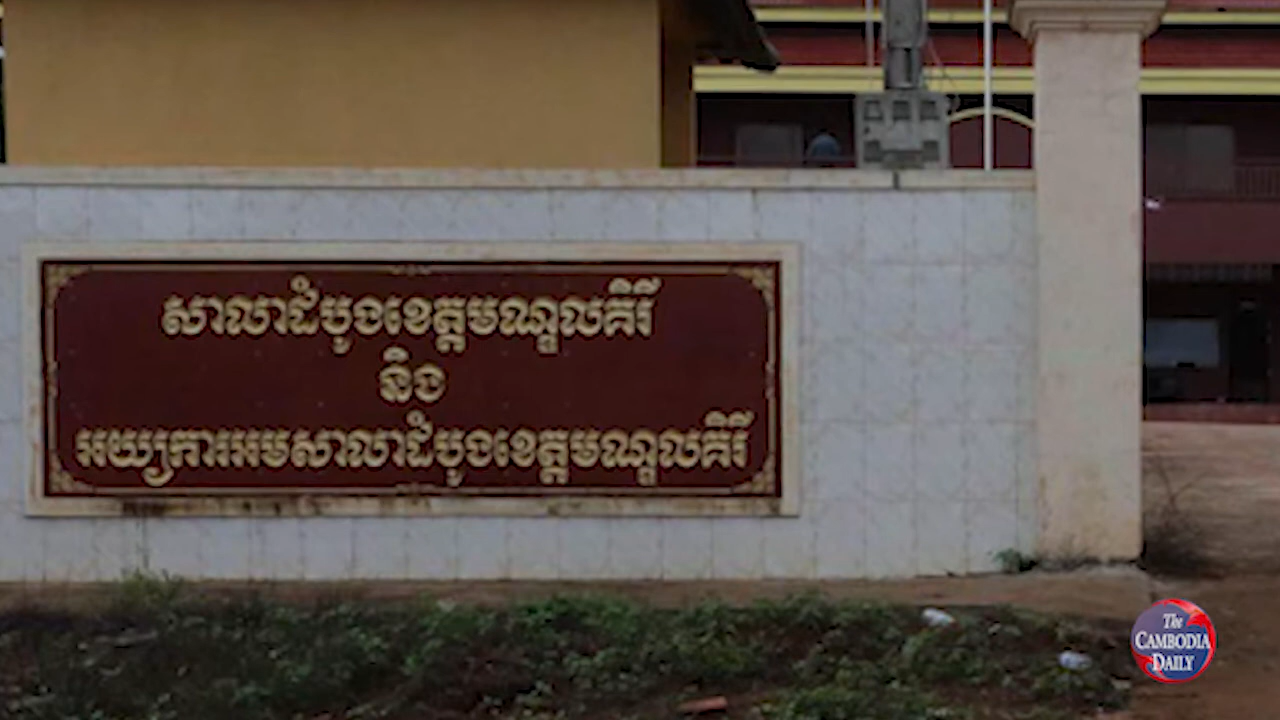 សាលាដំបូងខេត្តមណ្ឌលគិរី
និង
អយ្យការអមសាលាដំបូងខេត្តមណ្ឌលគិរី
The
CAMBODIA
DAILY